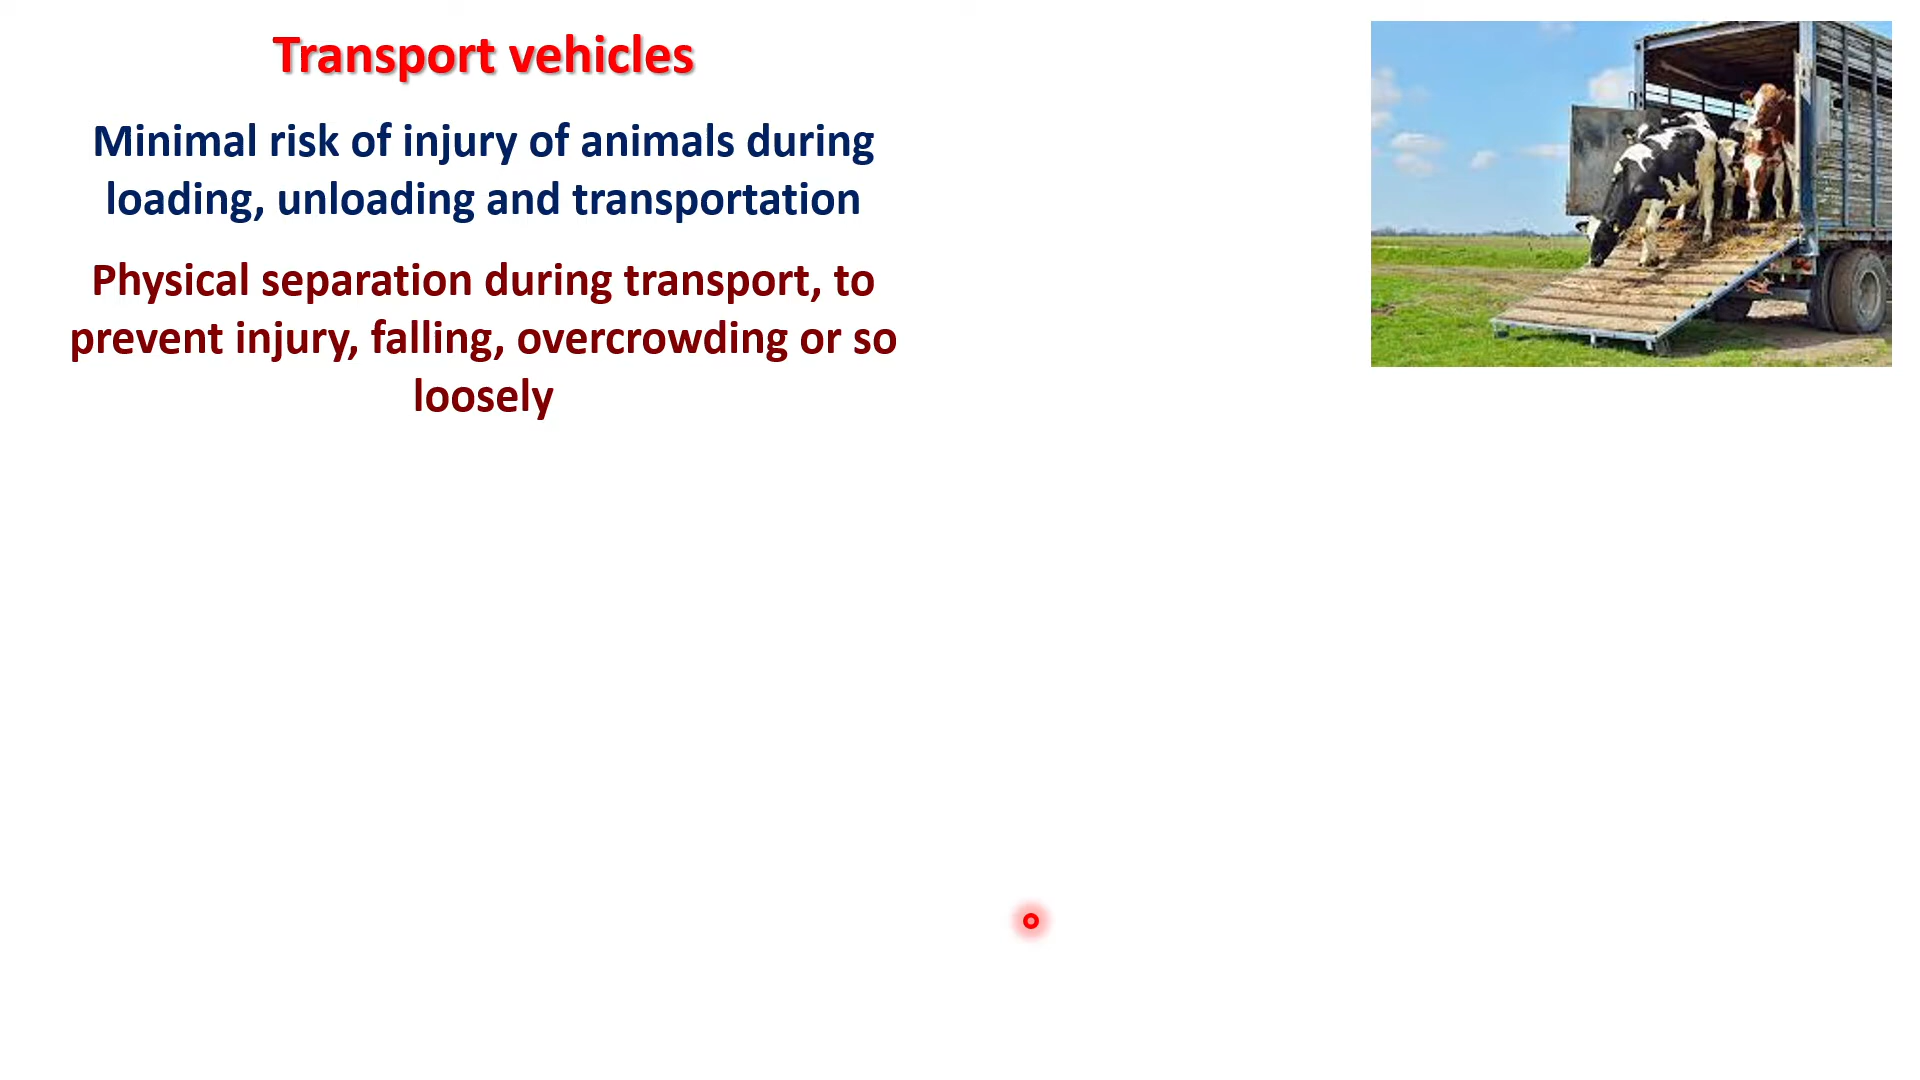 Transport vehicles
Minimal risk of injury of animals during
loading, unloading and transportation
Physical separation during transport, to
prevent injury, falling, overcrowding or so
loosely